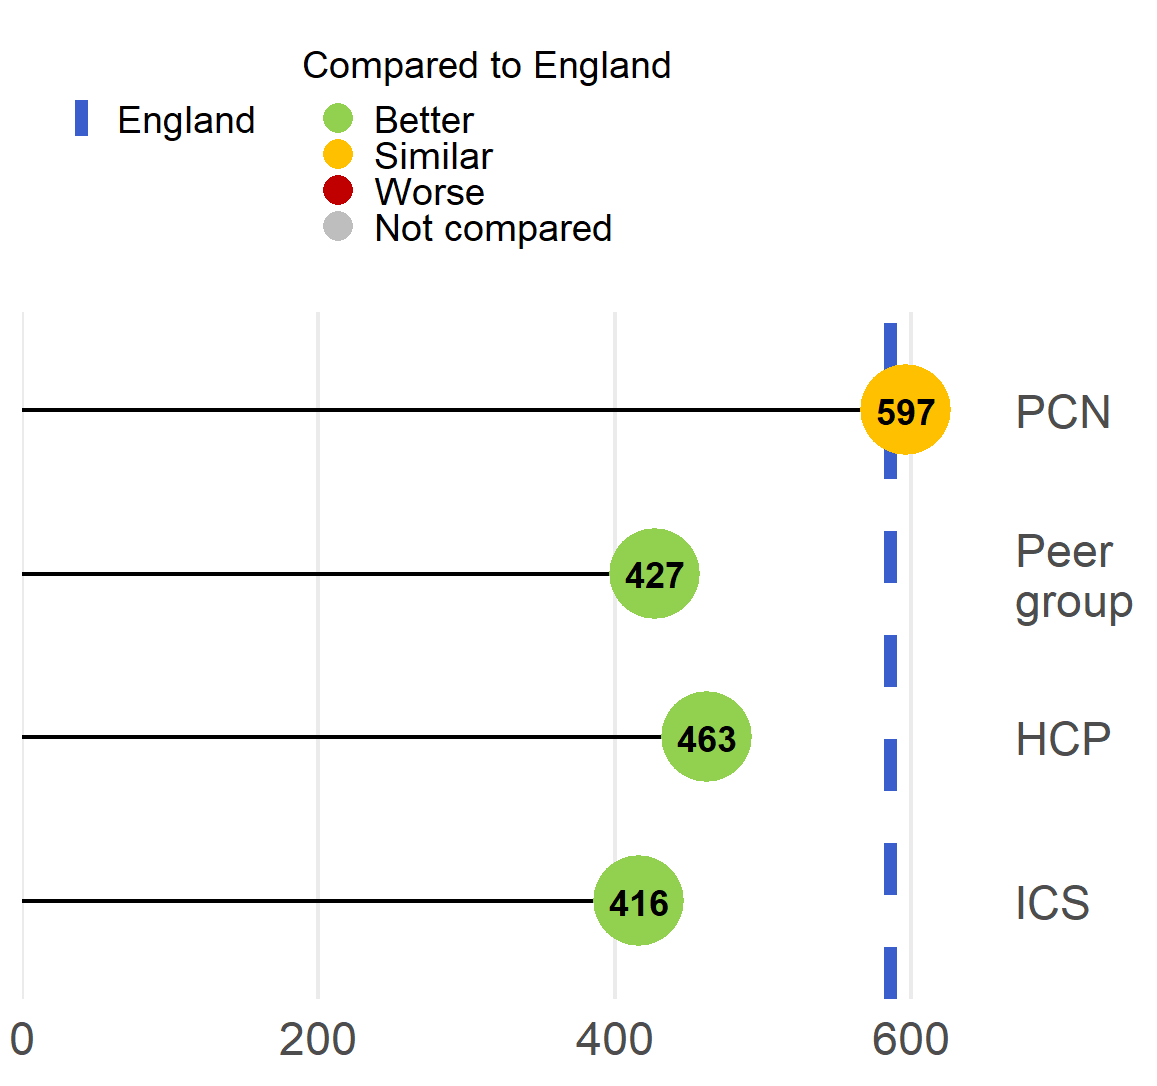 Compared to England
England
Better
Similar
Worse
Not compared
597
PCN
427
Peer
group
463
HCP
416
ICS
0 200 400 600